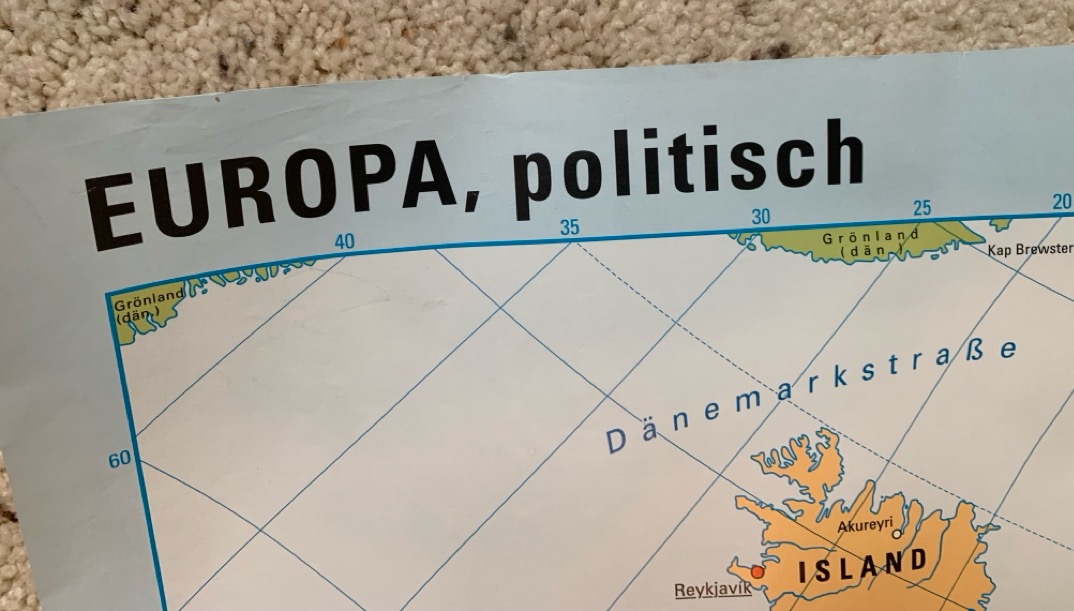 EUROPA, politisch
40
35
30
25
20
Grönland
(dän.)
Grönland
(dän.)
Kap Brewster
Dänemarkstraße
60
Akureyri
ISLAND
Reykjavík